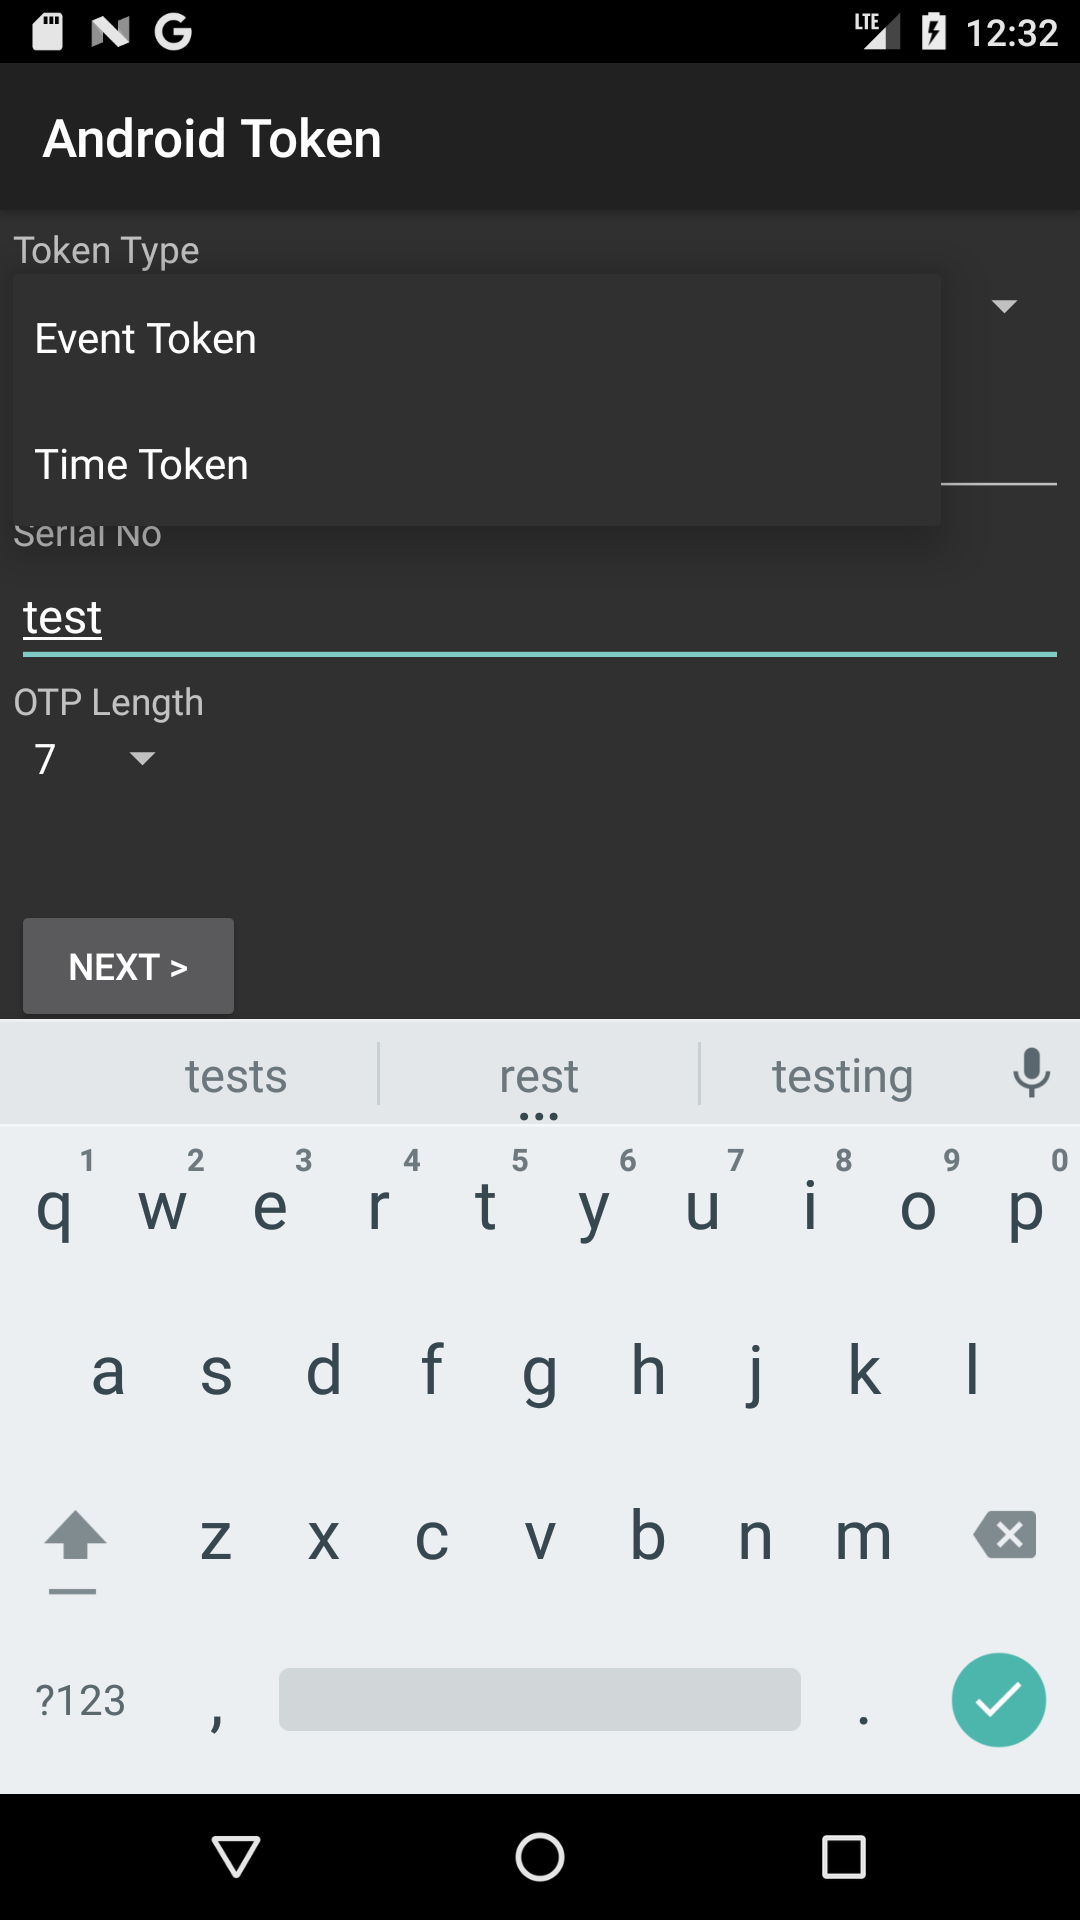 LTE 12:32
Android Token
Token Type
Event Token
Time Token
Serial No
test
OTP Length
7
NEXT >
tests rest testing
1 2 3 4 5 6 7 8 9 0
q w e r t y u i o p
a s d f g h j k l
z x c v b n m
?123 , .